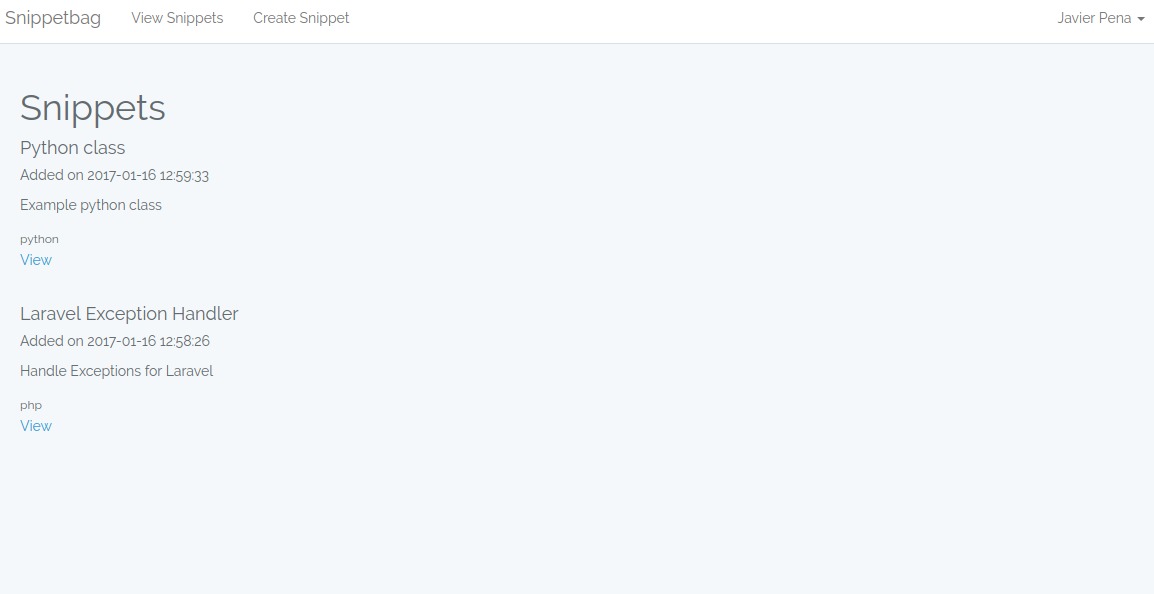 Snippetbag View Snippets Create Snippet Javier Pena
Snippets
Python class
Added on 2017-01-16 12:59:33
Example python class
python
View
Laravel Exception Handler
Added on 2017-01-16 12:58:26
Handle Exceptions for Laravel
php
View